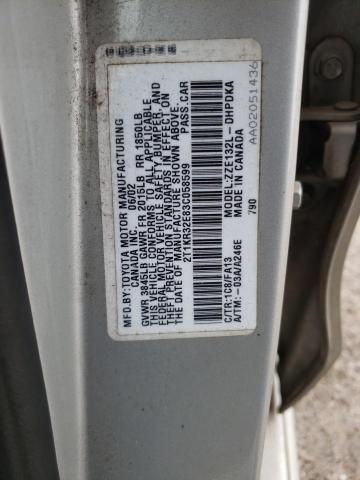 MFD.BY:TOYOTA MOTOR MANUFACTURING
CANADA INC. 06/02
GVWR 3845LB GAWR FR 2015LB RR 1850LB
THIS VEHICLE CONFORMS TO ALL APPLICABLE
FEDERAL MOTOR VEHICLE SAFETY, BUMPER,
AND THEFT PREVENTION STANDARDS IN EFFECT
ON THE DATE OF MANUFACTURE SHOWN ABOVE.
2T1KR32E83C058599 PASS.CAR
C/TR:1C8/FA13 MODEL:ZZE132L-DHPDKA
A/TM:-03A/A246E MADE IN CANADA
790
AA02051436